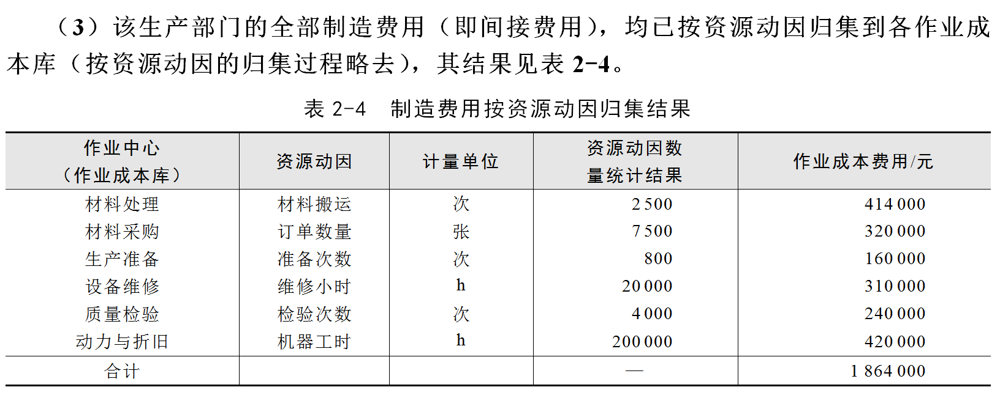 （3）该生产部门的全部制造费用（即间接费用），均已按资源动因归集到各作业成
本库（按资源动因的归集过程略去），其结果见表 2-4。
表 2-4 制造费用按资源动因归集结果
作业中心（作业成本库） 资源动因 计量单位 资源动因数量统计结果 作业成本费用/元
材料处理 材料搬运 次 2 500 414 000
材料采购 订单数量 张 7 500 320 000
生产准备 准备次数 次 800 160 000
设备维修 维修小时 h 20 000 310 000
质量检验 检验次数 次 4 000 240 000
动力与折旧 机器工时 h 200 000 420 000
合计 — 1 864 000